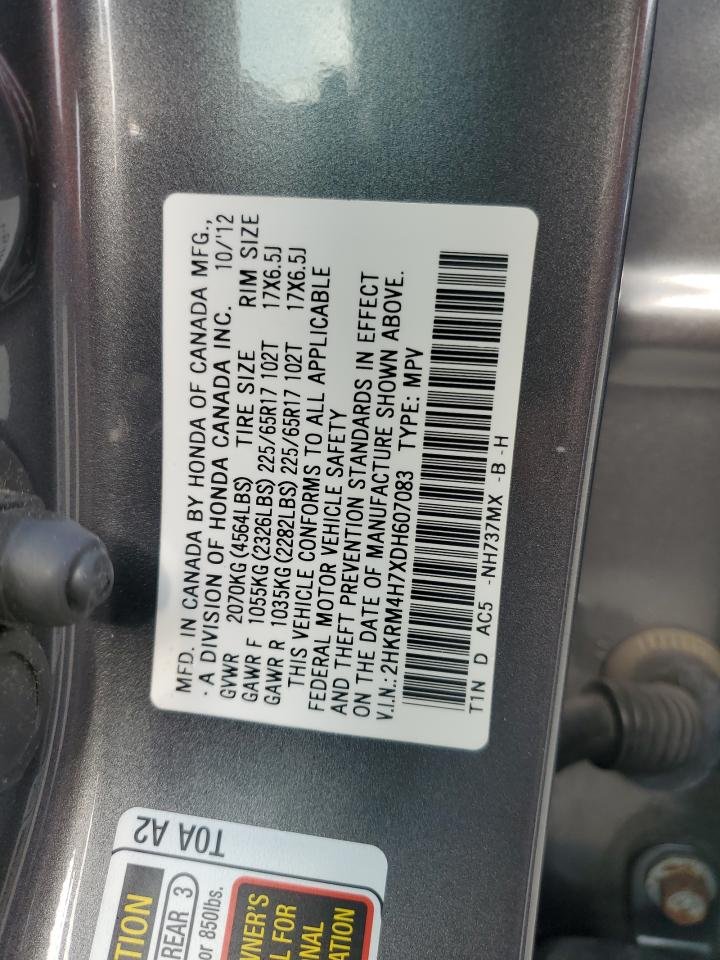 MFD. IN CANADA BY HONDA OF CANADA MFG.,
·A DIVISION OF HONDA CANADA INC. 10/'12
GVWR 2070KG (4564LBS) TIRE SIZE RIM SIZE
GAWR F 1055KG (2326LBS) 225/65R17 102T 17X6.5J
GAWR R 1035KG (2282LBS) 225/65R17 102T 17X6.5J
THIS VEHICLE CONFORMS TO ALL APPLICABLE
FEDERAL MOTOR VEHICLE SAFETY
AND THEFT PREVENTION STANDARDS IN EFFECT
ON THE DATE OF MANUFACTURE SHOWN ABOVE.
V.I.N.: 2HKRM4H7XDH607083 TYPE: MPV
T1N D AC5 -NH737MX -B -H
T0A A2
REAR 3
or 850lbs.